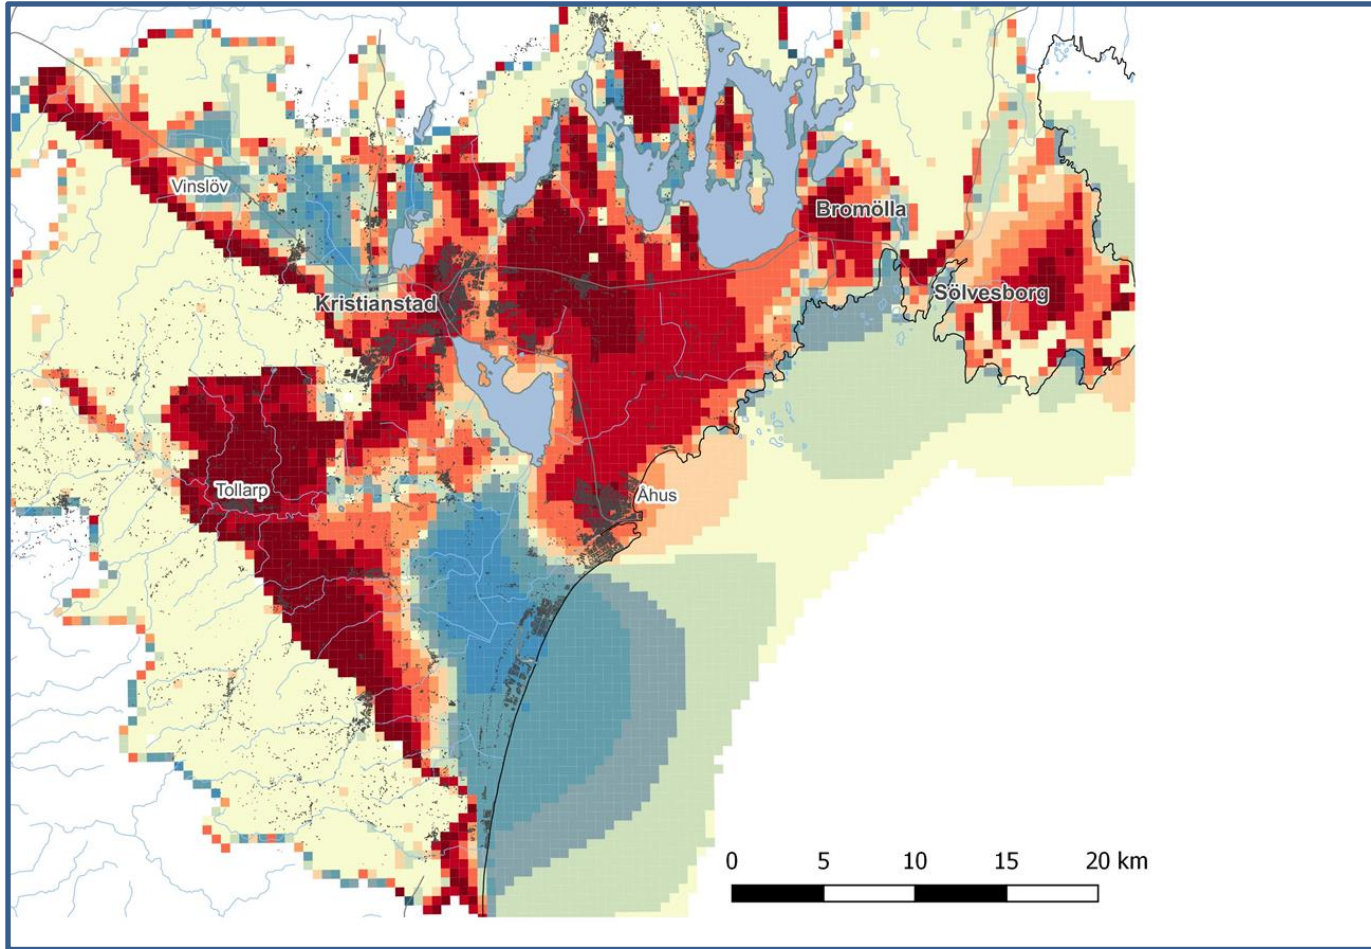 Vinslöv
Bromölla
Kristianstad
Sölvesborg
Tollarp
Åhus
0 5 10 15 20 km